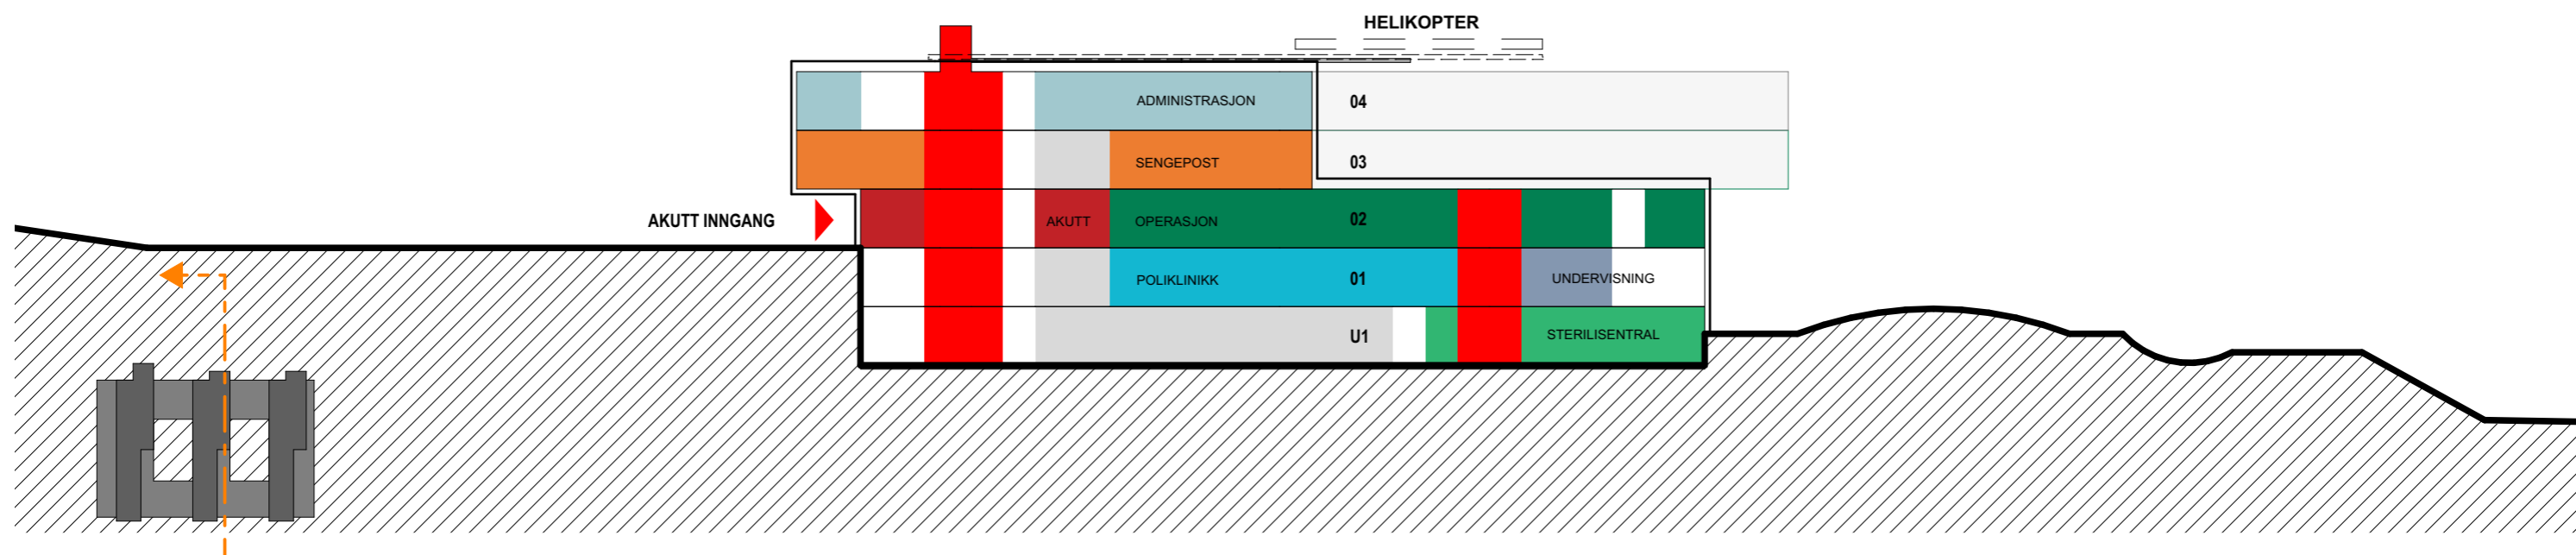 HELIKOPTER
ADMINISTRASJON 04
SENGEPOST 03
AKUTT INNGANG AKUTT OPERASJON 02
POLIKLINIKK 01 UNDERVISNING
U1 STERILISENTRAL